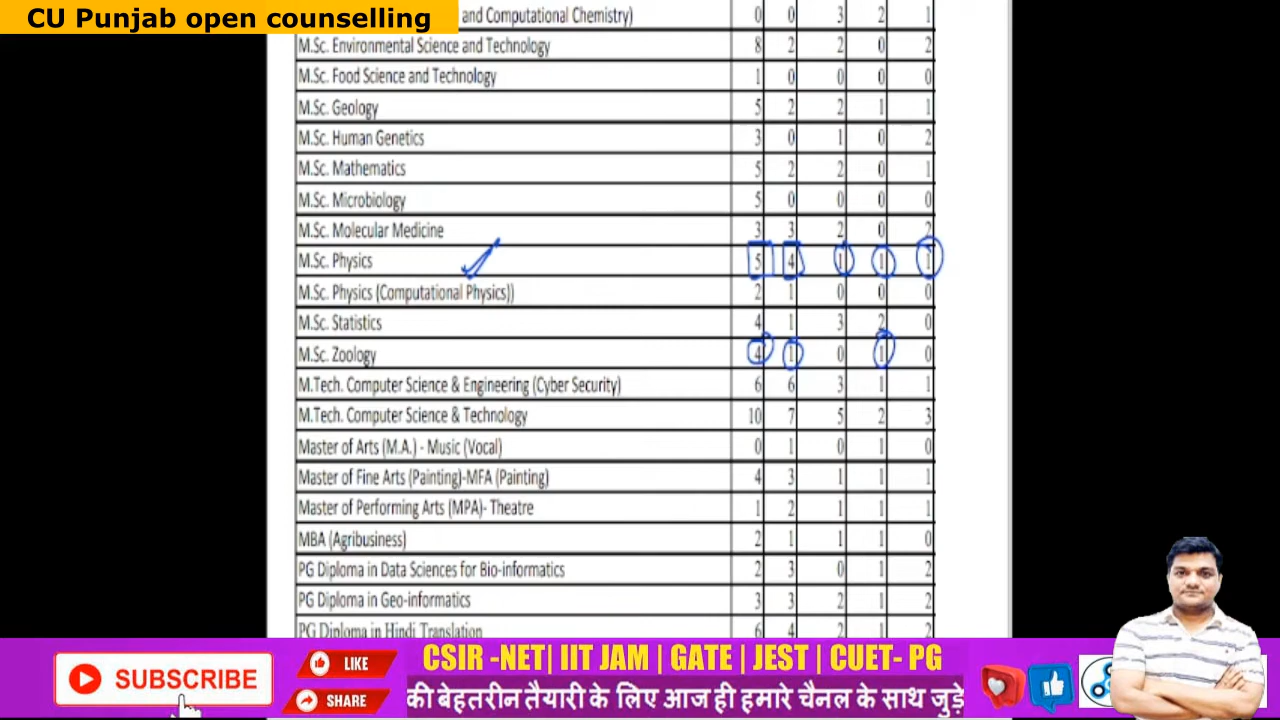 CU Punjab open counselling
and Computational Chemistry) 0 0 3 2 1
M.Sc. Environmental Science and Technology 8 2 2 0 2
M.Sc. Food Science and Technology 1 0 0 0 0
M.Sc. Geology 5 2 2 1 1
M.Sc. Human Genetics 3 0 1 0 2
M.Sc. Mathematics 5 2 2 0 1
M.Sc. Microbiology 5 0 0 0 0
M.Sc. Molecular Medicine 3 3 2 0 2
M.Sc. Physics 5 4 1 1 1
M.Sc. Physics (Computational Physics)) 2 1 0 0 0
M.Sc. Statistics 4 1 3 2 0
M.Sc. Zoology 4 1 0 1 0
M.Tech. Computer Science & Engineering (Cyber Security) 6 6 3 1 1
M.Tech. Computer Science & Technology 10 7 5 2 3
Master of Arts (M.A.) - Music (Vocal) 0 1 0 1 0
Master of Fine Arts (Painting)-MFA (Painting) 4 3 1 1 1
Master of Performing Arts (MPA)- Theatre 1 2 1 1 1
MBA (Agribusiness) 2 1 1 1 0
PG Diploma in Data Sciences for Bio-informatics 2 3 0 1 2
PG Diploma in Geo-informatics 3 3 2 1 2
PG Diploma in Hindi Translation 6 4 2 1 2
SUBSCRIBE
LIKE
SHARE
CSIR -NET| IIT JAM | GATE | JEST | CUET- PG
की बेहतरीन तैयारी के लिए आज ही हमारे चैनल के साथ जुड़े